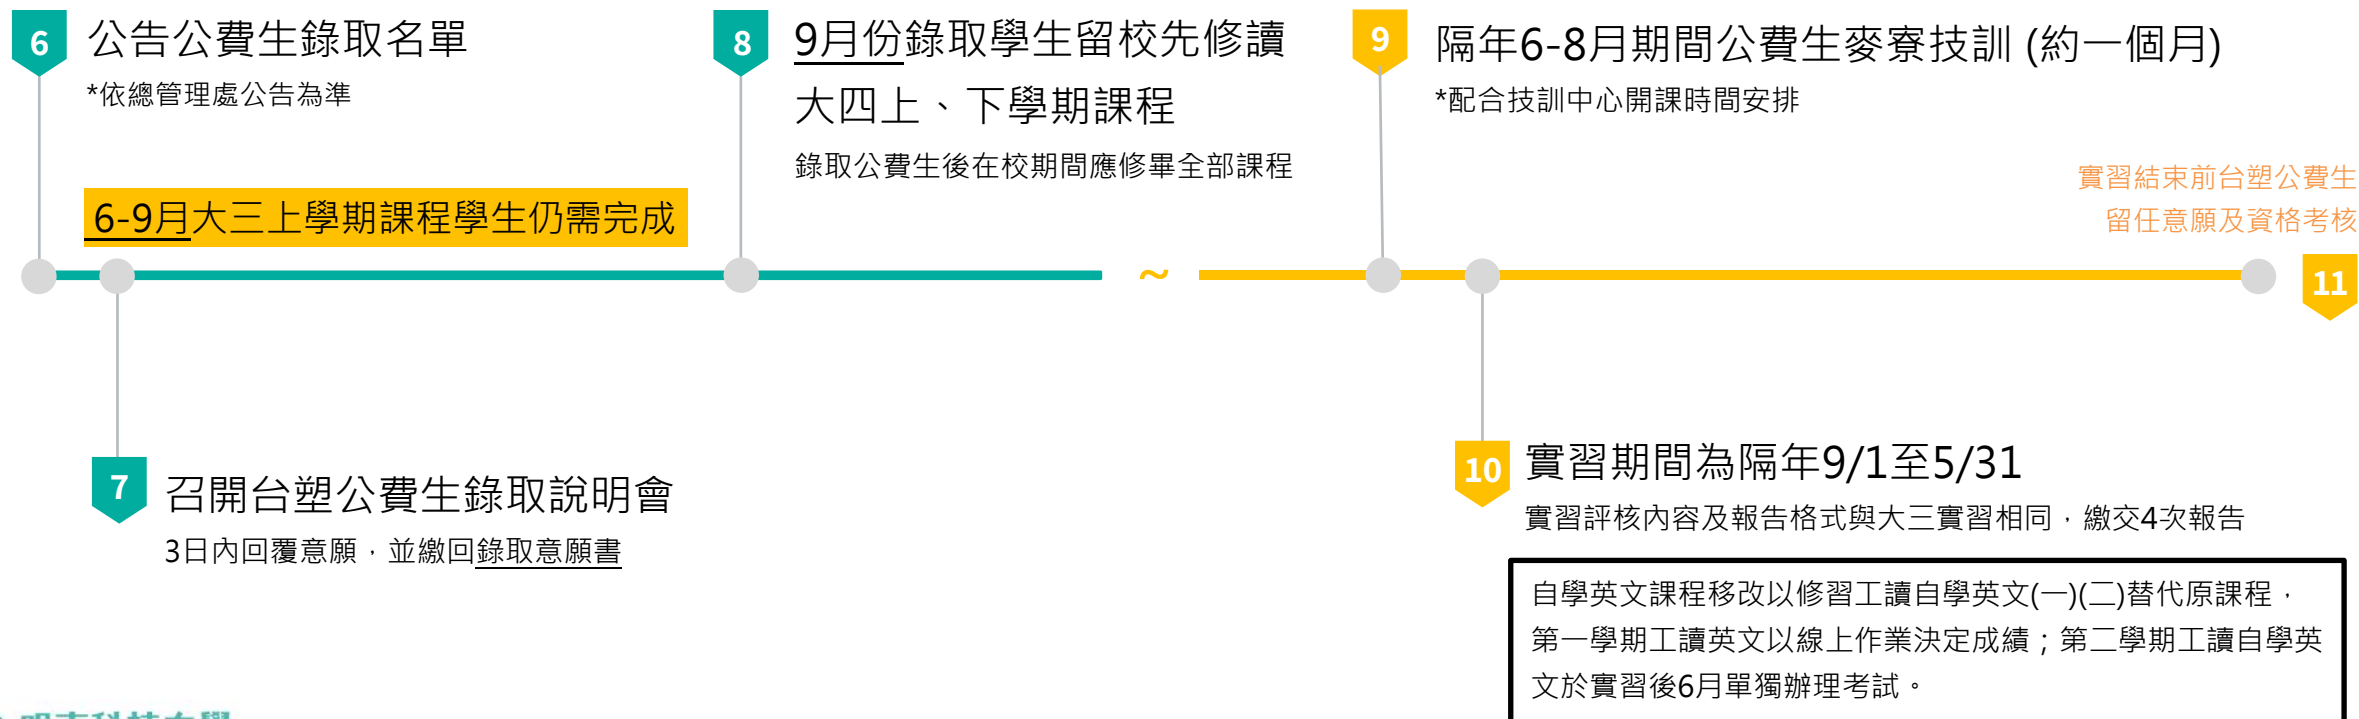 6
公告公費生錄取名單
*依總管理處公告為準
6-9月大三上學期課程學生仍需完成
7
召開台塑公費生錄取說明會
3日內回覆意願，並繳回錄取意願書
8
9月份錄取學生留校先修讀
大四上、下學期課程
錄取公費生後在校期間應修畢全部課程
~
9
隔年6-8月期間公費生麥寮技訓 (約一個月)
*配合技訓中心開課時間安排
10
實習期間為隔年9/1至5/31
實習評核內容及報告格式與大三實習相同，繳交4次報告
自學英文課程移改以修習工讀自學英文(一)(二)替代原課程，
第一學期工讀英文以線上作業決定成績；第二學期工讀自學英
文於實習後6月單獨辦理考試。
實習結束前台塑公費生
留任意願及資格考核
11